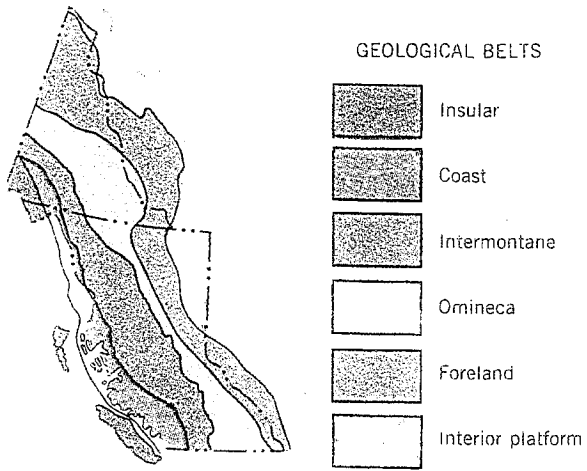 GEOLOGICAL BELTS
Insular
Coast
Intermontane
Omineca
Foreland
Interior platform